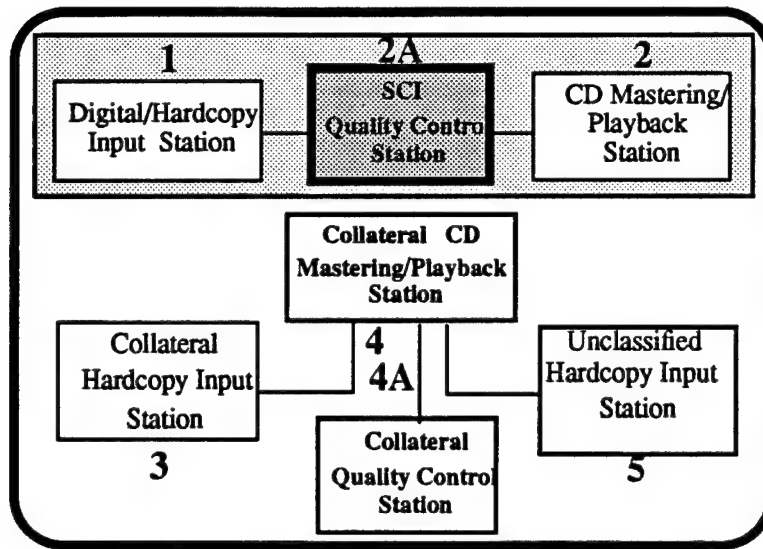 1
2A
2
Digital/Hardcopy
Input Station
SCI
Quality Control
Station
CD Mastering/
Playback
Station
Collateral CD
Mastering/Playback
Station
4
4A
Collateral
Hardcopy Input
Station
3
Unclassified
Hardcopy Input
Station
5
Collateral
Quality Control
Station